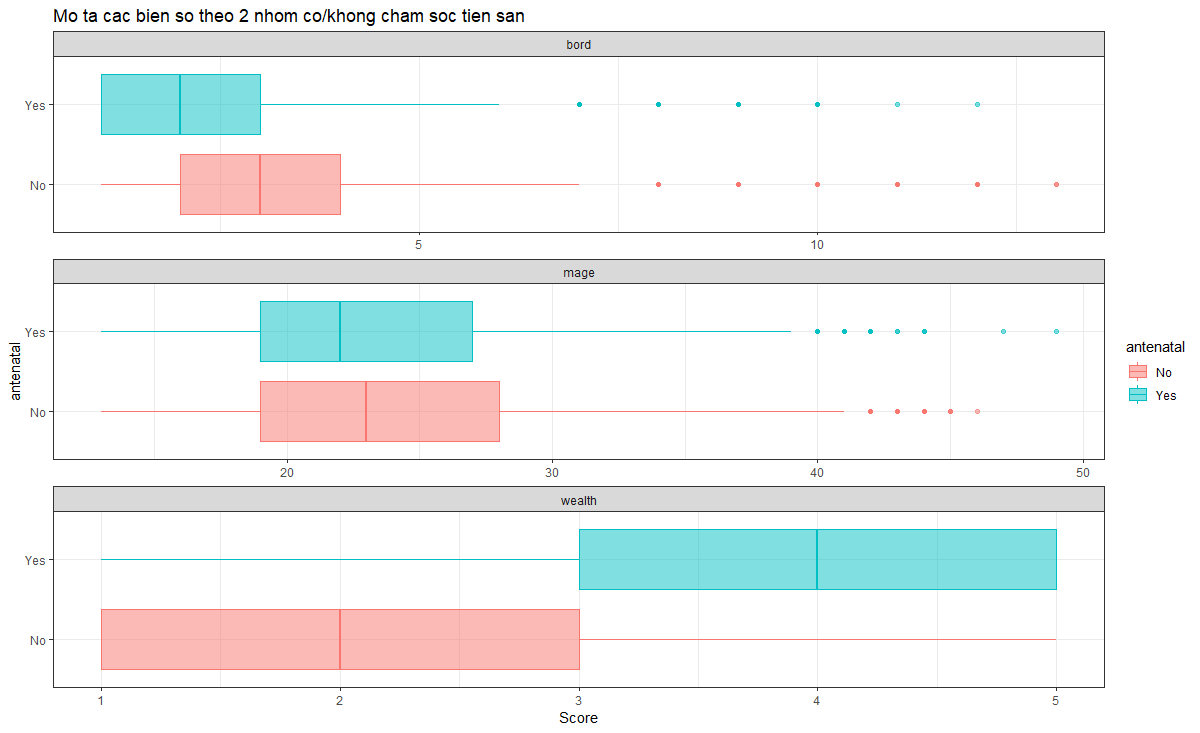 Mo ta cac bien so theo 2 nhom co/khong cham soc tien san
bord
Yes
No
5 10
mage
Yes
No
20 30 40 50
wealth
Yes
No
1 2 3 4 5
Score
antenatal
antenatal
No
Yes